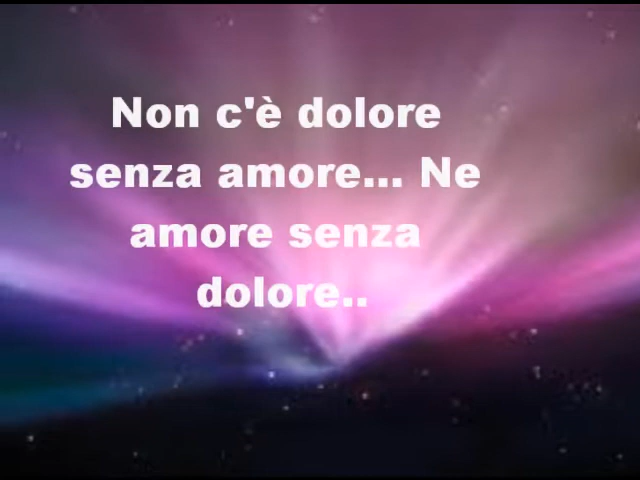 Non c'è dolore
senza amore... Ne
amore senza
dolore..